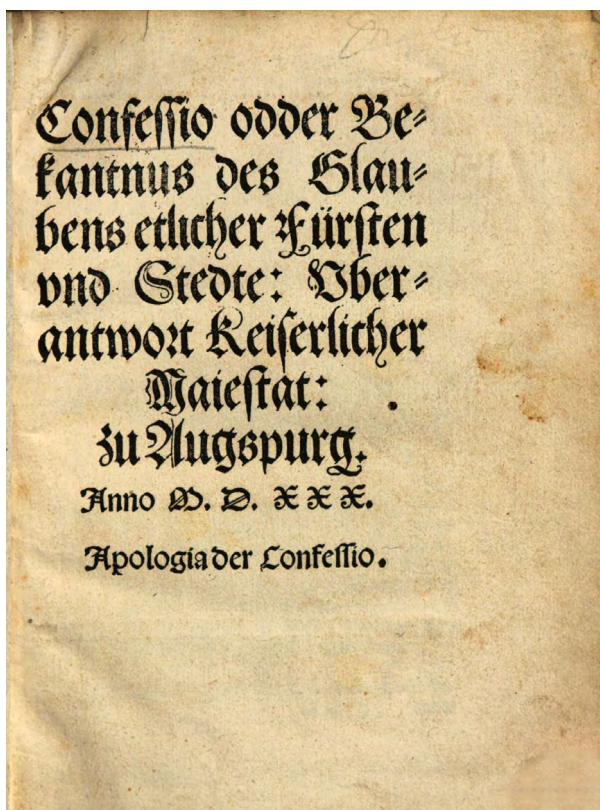 Confessio odder Be-
kantnus des Glau-
bens etlicher Fürsten
vnd Stedte: Vber-
antwort Keiserlicher
Maiestat:
zu Augspurg.
Anno M. D. XXX.
Apologia der Confessio.